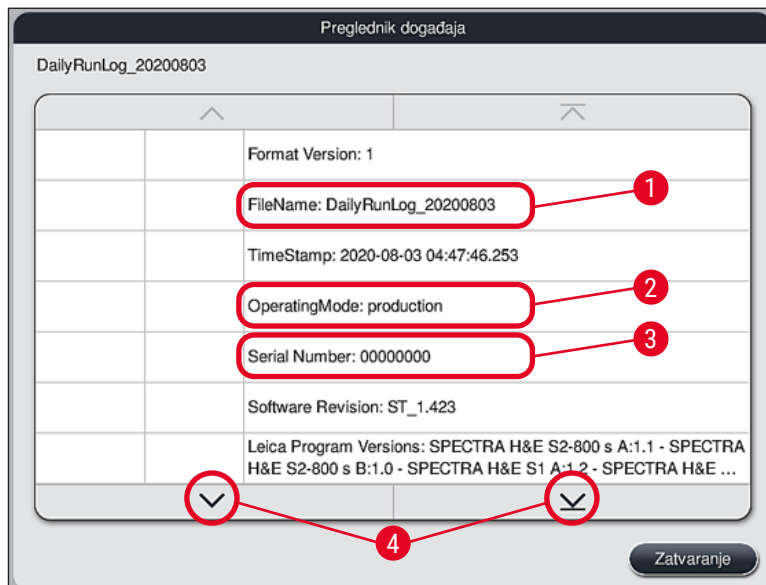 Preglednik događaja
DailyRunLog_20200803
Format Version: 1
FileName: DailyRunLog_20200803
1
TimeStamp: 2020-08-03 04:47:46.253
OperatingMode: production
2
Serial Number: 00000000
3
Software Revision: ST_1.423
Leica Program Versions: SPECTRA H&E S2-800 s A:1.1 - SPECTRA
H&E S2-800 s B:1.0 - SPECTRA H&E S1 A:1.2 - SPECTRA H&E ...
4
Zatvaranje